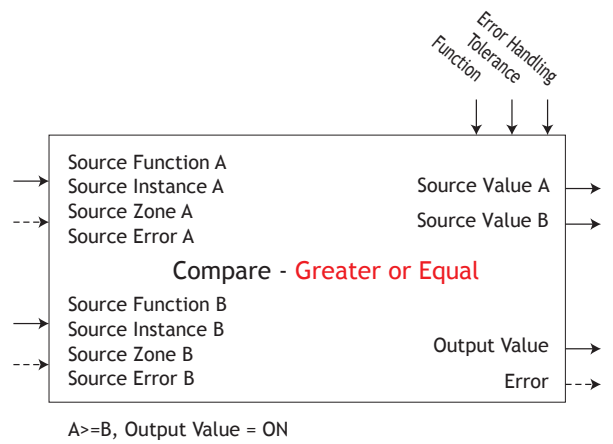 Function
Tolerance
Error Handling
Source Function A
Source Instance A
Source Zone A
Source Error A
Source Value A
Source Value B
Compare - Greater or Equal
Source Function B
Source Instance B
Source Zone B
Source Error B
Output Value
Error
A>=B, Output Value = ON